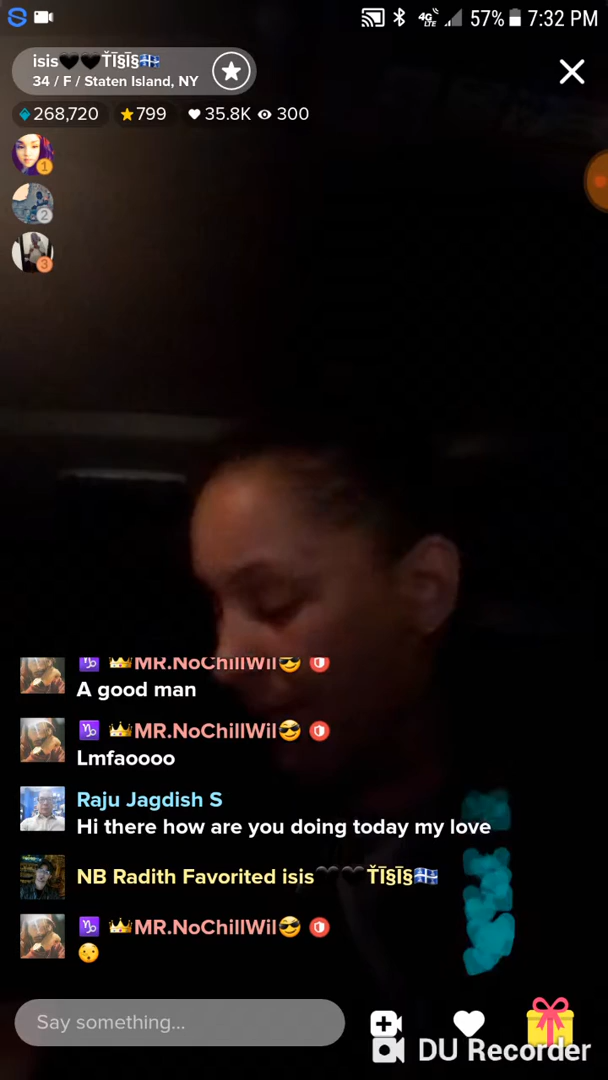 57% 7:32 PM
isis🖤🖤ŤĪ§Ī§
34 / F / Staten Island, NY
268,720 799 35.8K 300
MR.NoChillWil😎
A good man
MR.NoChillWil😎
Lmfaoooo
Raju Jagdish S
Hi there how are you doing today my love
NB Radith Favorited isis🖤🖤ŤĪ§Ī§
MR.NoChillWil😎
😯
Say something...
DU Recorder